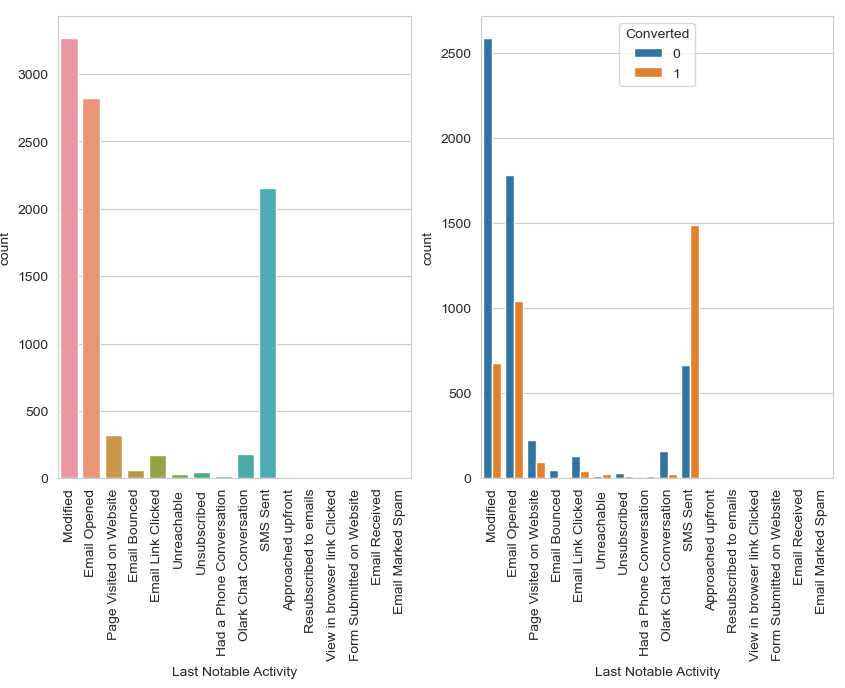 count
3000
2500
2000
1500
1000
500
0
Modified
Email Opened
Page Visited on Website
Email Bounced
Email Link Clicked
Unreachable
Unsubscribed
Had a Phone Conversation
Olark Chat Conversation
SMS Sent
Approached upfront
Resubscribed to emails
View in browser link Clicked
Form Submitted on Website
Email Received
Email Marked Spam
Last Notable Activity
count
2500
2000
1500
1000
500
0
Converted
0
1
Modified
Email Opened
Page Visited on Website
Email Bounced
Email Link Clicked
Unreachable
Unsubscribed
Had a Phone Conversation
Olark Chat Conversation
SMS Sent
Approached upfront
Resubscribed to emails
View in browser link Clicked
Form Submitted on Website
Email Received
Email Marked Spam
Last Notable Activity